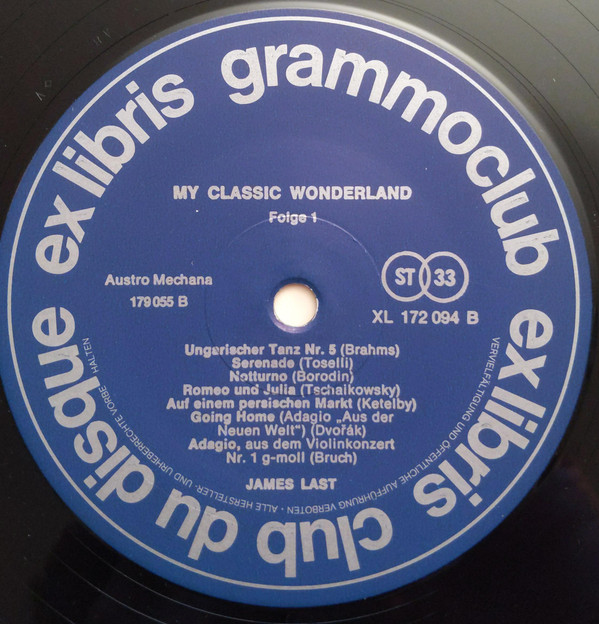 ex libris grammoclub
ex libris club du disque
MY CLASSIC WONDERLAND
Folge 1
Austro Mechana
179 055 B
ST 33
XL 172 094 B
Ungarischer Tanz Nr. 5 (Brahms)
Serenade (Toselli)
Notturno (Borodin)
Romeo und Julia (Tschaikowsky)
Auf einem persischen Markt (Ketelby)
Going Home (Adagio „Aus der
Neuen Welt“) (Dvořák)
Adagio, aus dem Violinkonzert
Nr. 1 g-moll (Bruch)
JAMES LAST
VERVIELFÄLTIGUNG UND ÖFFENTLICHE AUFFÜHRUNG VERBOTEN · ALLE HERSTELLER- UND URHEBERRECHTE VORBEHALTEN